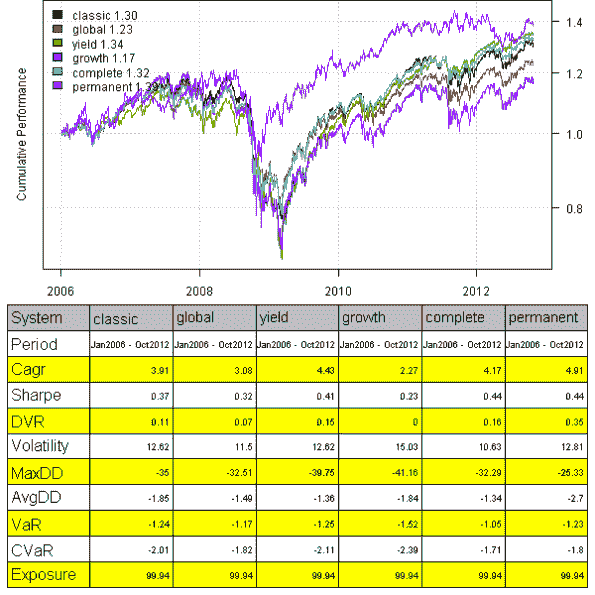 classic 1.30
global 1.23
yield 1.34
growth 1.17
complete 1.32
permanent 1.39
Cumulative Performance
1.4
1.2
1.0
0.8
2006 2008 2010 2012
System classic global yield growth complete permanent
Period Jan2006 - Oct2012 Jan2006 - Oct2012 Jan2006 - Oct2012 Jan2006 - Oct2012 Jan2006 - Oct2012 Jan2006 - Oct2012
Cagr 3.91 3.08 4.43 2.27 4.17 4.91
Sharpe 0.37 0.32 0.41 0.23 0.44 0.44
DVR 0.11 0.07 0.15 0 0.16 0.35
Volatility 12.62 11.5 12.62 15.03 10.63 12.81
MaxDD -35 -32.51 -39.75 -41.16 -32.29 -25.33
AvgDD -1.85 -1.49 -1.36 -1.84 -1.34 -2.7
VaR -1.24 -1.17 -1.25 -1.52 -1.05 -1.23
CVaR -2.01 -1.82 -2.11 -2.39 -1.71 -1.8
Exposure 99.94 99.94 99.94 99.94 99.94 99.94